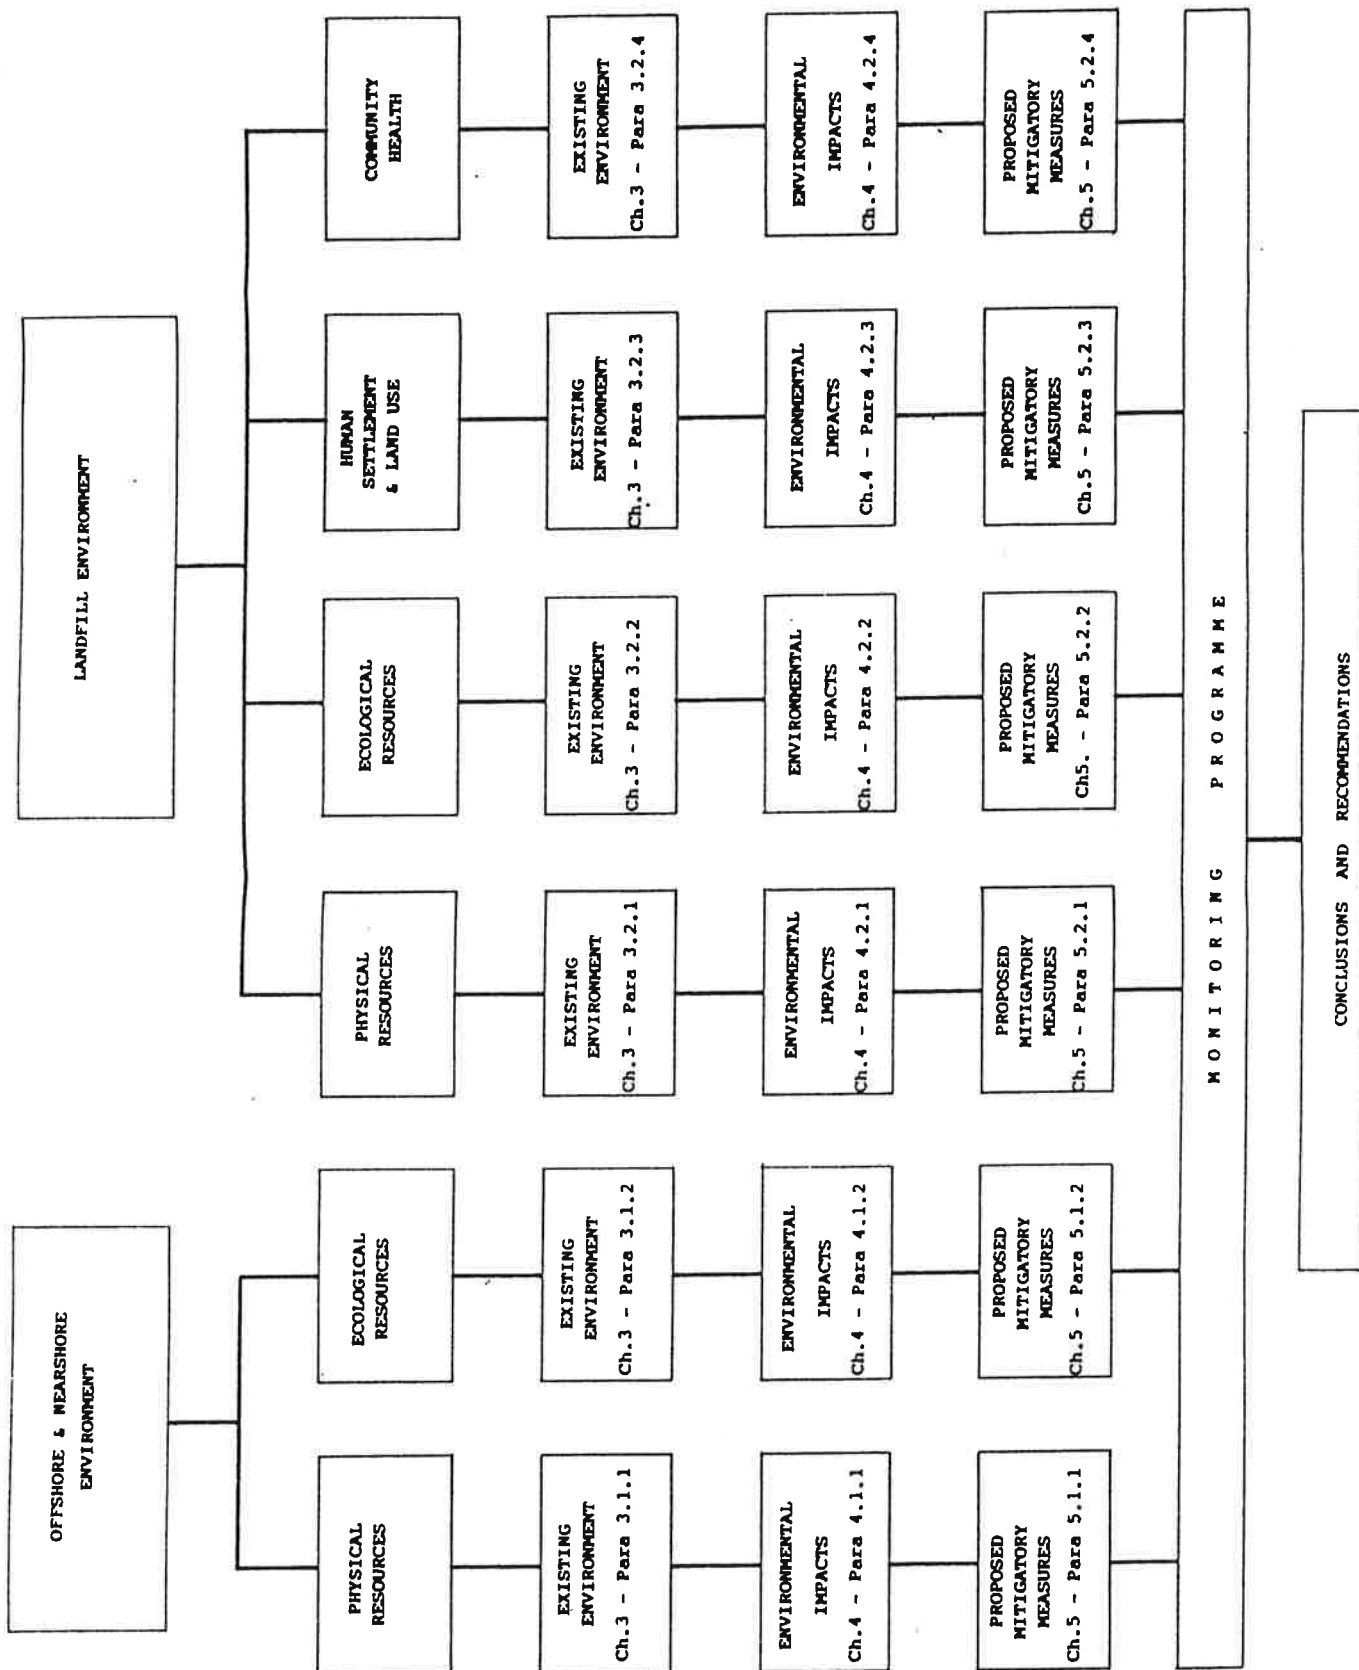 OFFSHORE & NEARSHORE
ENVIRONMENT
LANDFILL ENVIRONMENT
PHYSICAL
RESOURCES
ECOLOGICAL
RESOURCES
PHYSICAL
RESOURCES
ECOLOGICAL
RESOURCES
HUMAN
SETTLEMENT
& LAND USE
COMMUNITY
HEALTH
EXISTING
ENVIRONMENT
Ch.3 - Para 3.1.1
EXISTING
ENVIRONMENT
Ch.3 - Para 3.1.2
EXISTING
ENVIRONMENT
Ch.3 - Para 3.2.1
EXISTING
ENVIRONMENT
Ch.3 - Para 3.2.2
EXISTING
ENVIRONMENT
Ch.3 - Para 3.2.3
EXISTING
ENVIRONMENT
Ch.3 - Para 3.2.4
ENVIRONMENTAL
IMPACTS
Ch.4 - Para 4.1.1
ENVIRONMENTAL
IMPACTS
Ch.4 - Para 4.1.2
ENVIRONMENTAL
IMPACTS
Ch.4 - Para 4.2.1
ENVIRONMENTAL
IMPACTS
Ch.4 - Para 4.2.2
ENVIRONMENTAL
IMPACTS
Ch.4 - Para 4.2.3
ENVIRONMENTAL
IMPACTS
Ch.4 - Para 4.2.4
PROPOSED
MITIGATORY
MEASURES
Ch.5 - Para 5.1.1
PROPOSED
MITIGATORY
MEASURES
Ch.5 - Para 5.1.2
PROPOSED
MITIGATORY
MEASURES
Ch.5 - Para 5.2.1
PROPOSED
MITIGATORY
MEASURES
Ch5. - Para 5.2.2
PROPOSED
MITIGATORY
MEASURES
Ch.5 - Para 5.2.3
PROPOSED
MITIGATORY
MEASURES
Ch.5 - Para 5.2.4
MONITORING PROGRAMME
CONCLUSIONS AND RECOMMENDATIONS